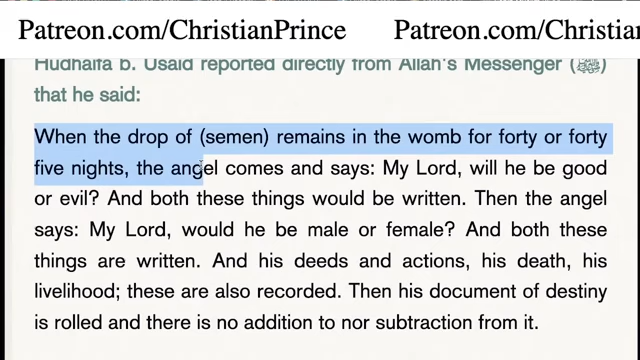 Patreon.com/ChristianPrince Patreon.com/Christian
Hudhaifa b. Usaid reported directly from Allah's Messenger (ﷺ)
that he said:
When the drop of (semen) remains in the womb for forty or forty
five nights, the angel comes and says: My Lord, will he be good
or evil? And both these things would be written. Then the angel
says: My Lord, would he be male or female? And both these
things are written. And his deeds and actions, his death, his
livelihood; these are also recorded. Then his document of destiny
is rolled and there is no addition to nor subtraction from it.